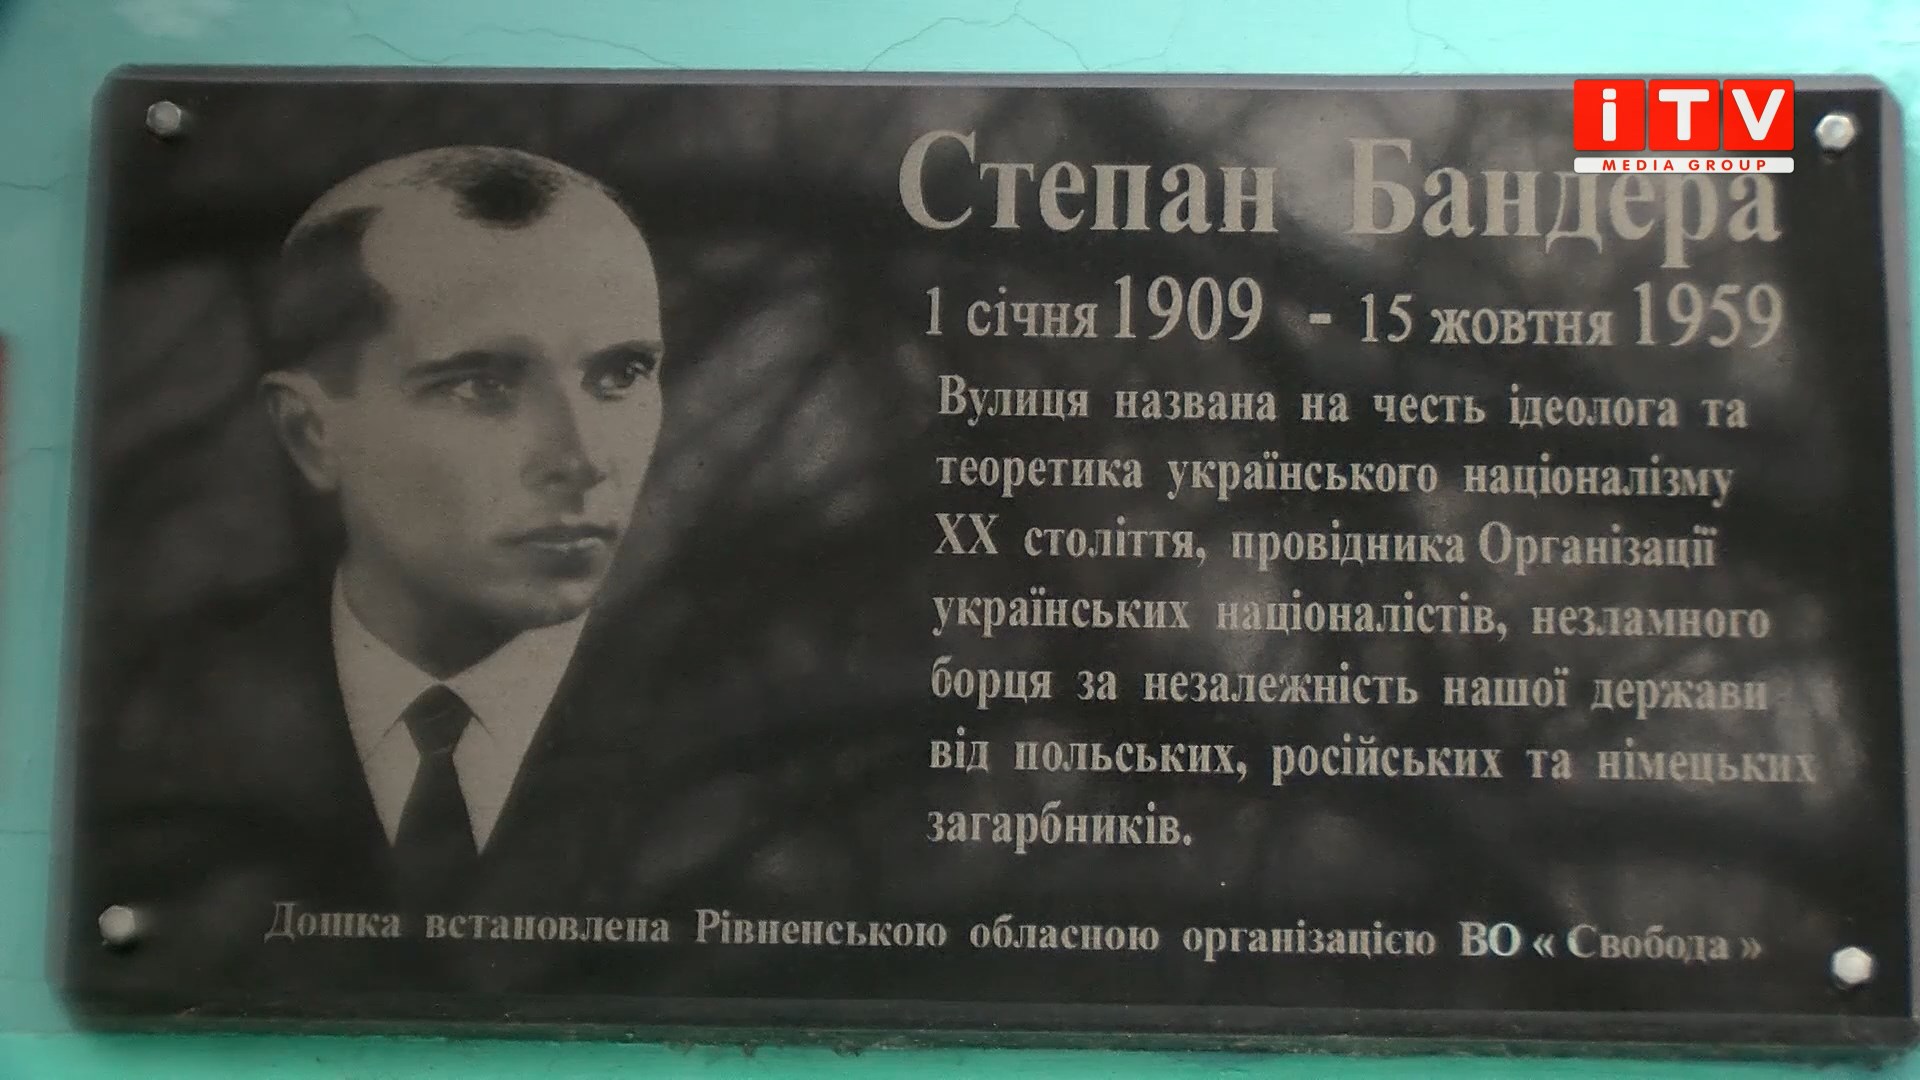 iTV
MEDIA GROUP
Степан Бандера
1 січня 1909 - 15 жовтня 1959
Вулиця названа на честь ідеолога та
теоретика українського націоналізму
ХХ століття, провідника Організації
українських націоналістів, незламного
борця за незалежність нашої держави
від польських, російських та німецьких
загарбників.
Дошка встановлена Рівненською обласною організацією ВО « Свобода »